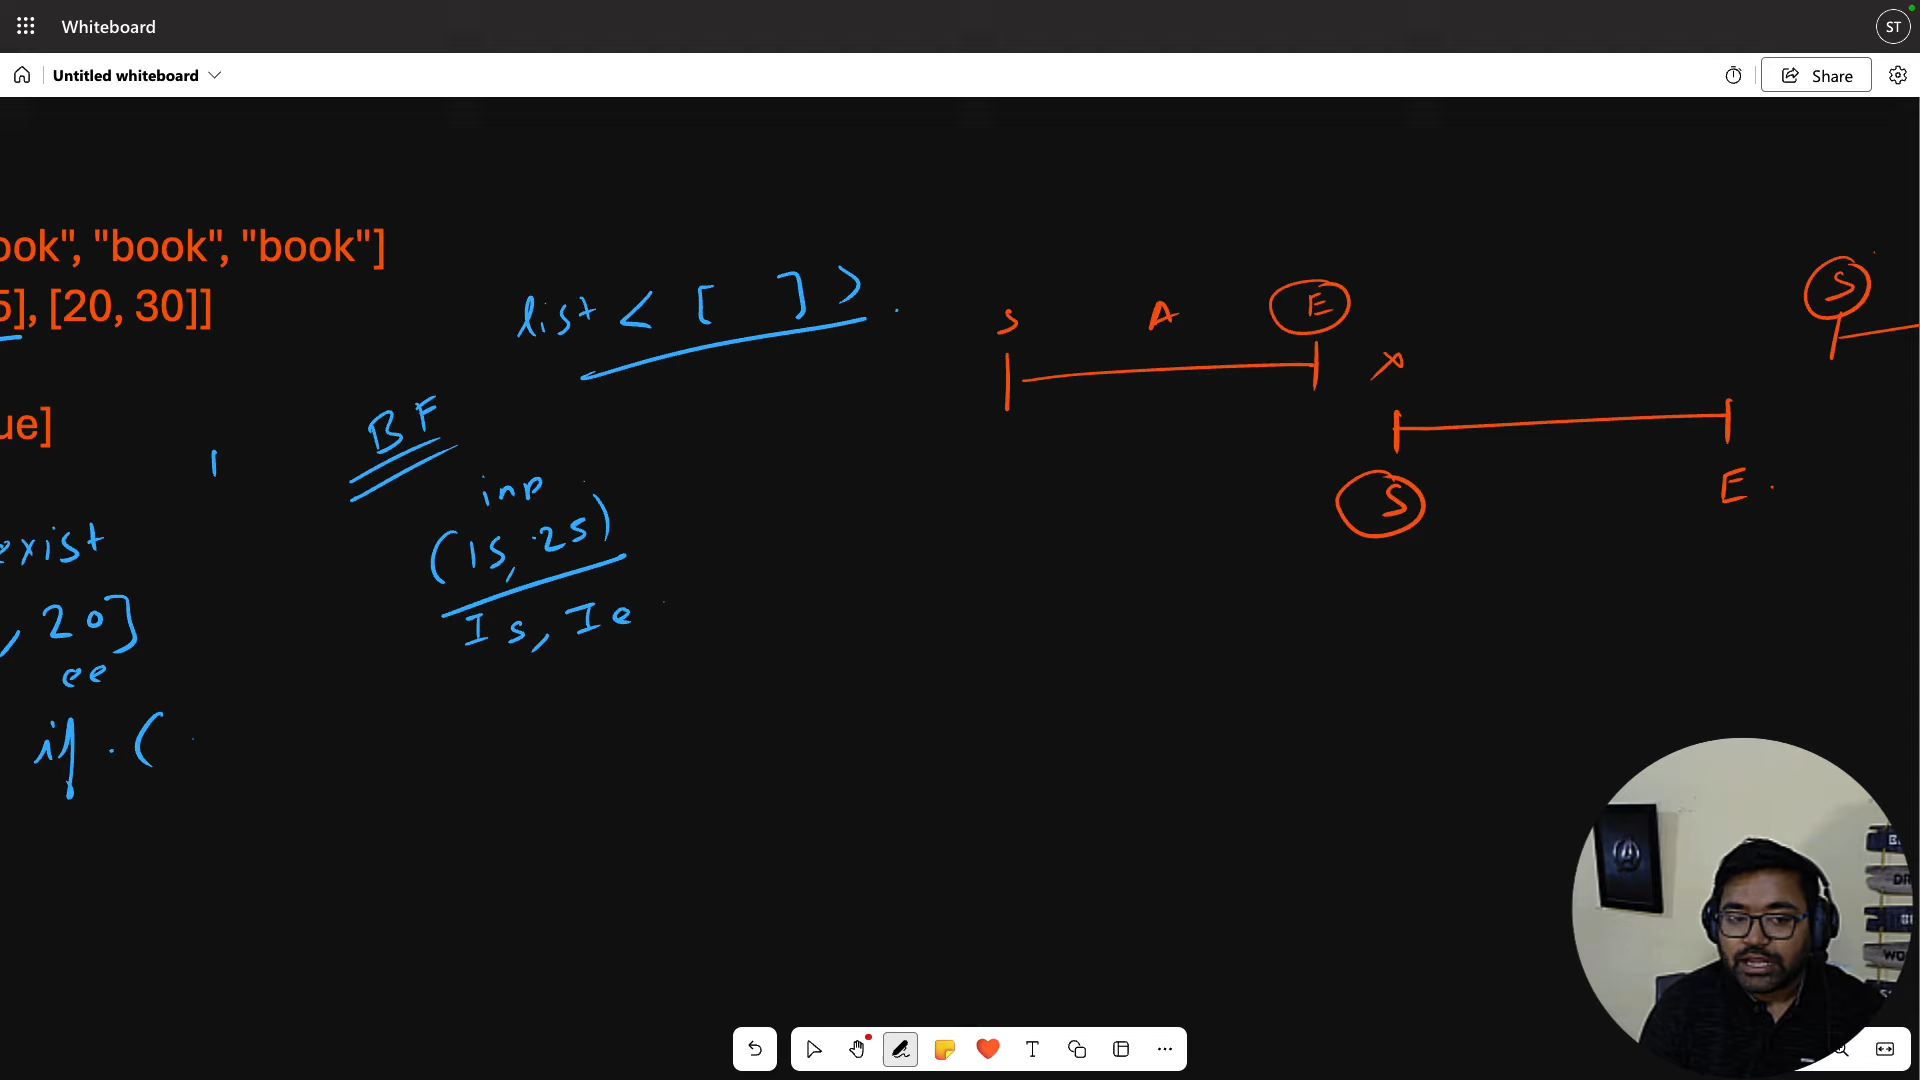 Whiteboard
ST
Untitled whiteboard
Share
ook", "book", "book"]
5], [20, 30]]
ue]
list < [ ] > .
BF
inp
(15, 25)
Is, Ie
exist
, 20]
ee
if . (
S A E
X
S E .
S
T